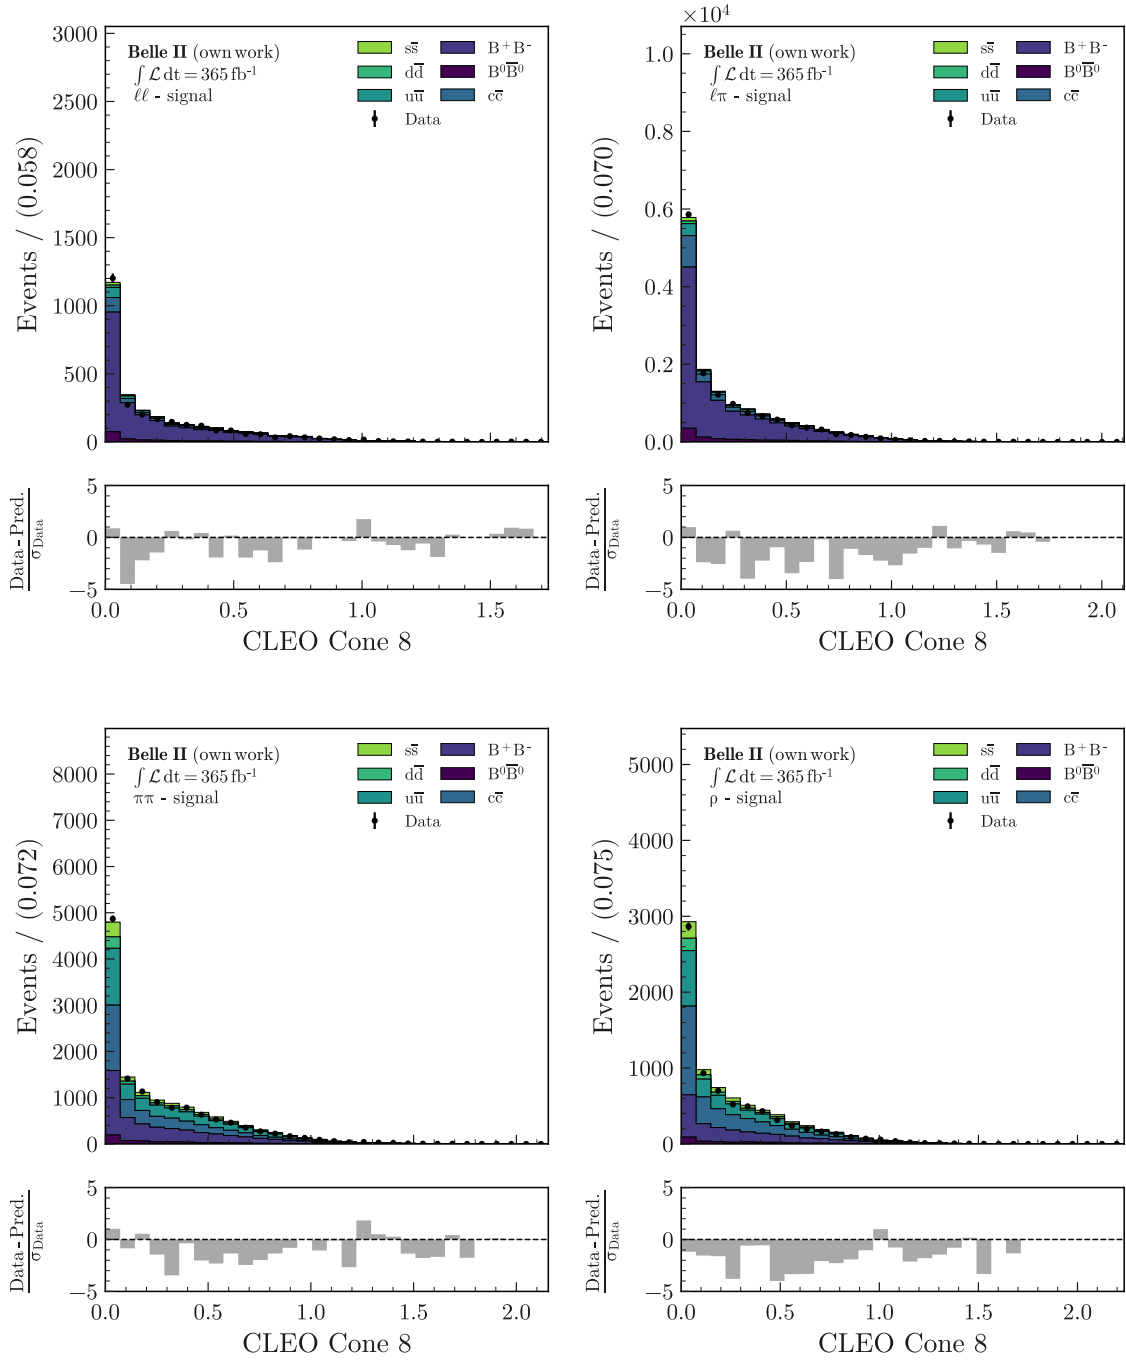 Belle II (own work)
∫ ℒ dt = 365 fb⁻¹
ℓℓ - signal
ss̅
dd̅
uu̅
B⁺B⁻
B⁰B̅⁰
cc̅
Data
Events / (0.058)
3000
2500
2000
1500
1000
500
0
Data - Pred.
σData
5
0
−5
0.0 0.5 1.0 1.5
CLEO Cone 8
×10⁴
Belle II (own work)
∫ ℒ dt = 365 fb⁻¹
ℓπ - signal
ss̅
dd̅
uu̅
B⁺B⁻
B⁰B̅⁰
cc̅
Data
Events / (0.070)
1.0
0.8
0.6
0.4
0.2
0.0
Data - Pred.
σData
5
0
−5
0.0 0.5 1.0 1.5 2.0
CLEO Cone 8
Belle II (own work)
∫ ℒ dt = 365 fb⁻¹
ππ - signal
ss̅
dd̅
uu̅
B⁺B⁻
B⁰B̅⁰
cc̅
Data
Events / (0.072)
8000
7000
6000
5000
4000
3000
2000
1000
0
Data - Pred.
σData
5
0
−5
0.0 0.5 1.0 1.5 2.0
CLEO Cone 8
Belle II (own work)
∫ ℒ dt = 365 fb⁻¹
ρ - signal
ss̅
dd̅
uu̅
B⁺B⁻
B⁰B̅⁰
cc̅
Data
Events / (0.075)
5000
4000
3000
2000
1000
0
Data - Pred.
σData
5
0
−5
0.0 0.5 1.0 1.5 2.0
CLEO Cone 8